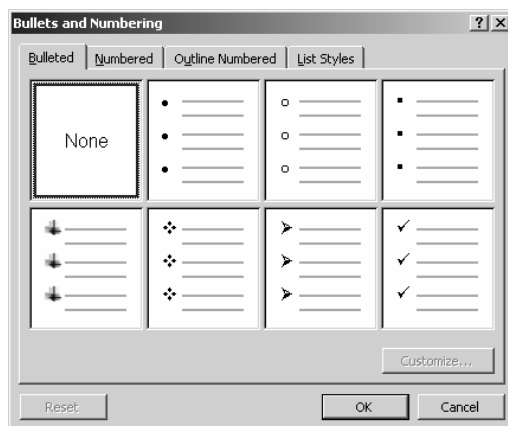 Bullets and Numbering
Bulleted Numbered Outline Numbered List Styles
None
Customize...
Reset OK Cancel